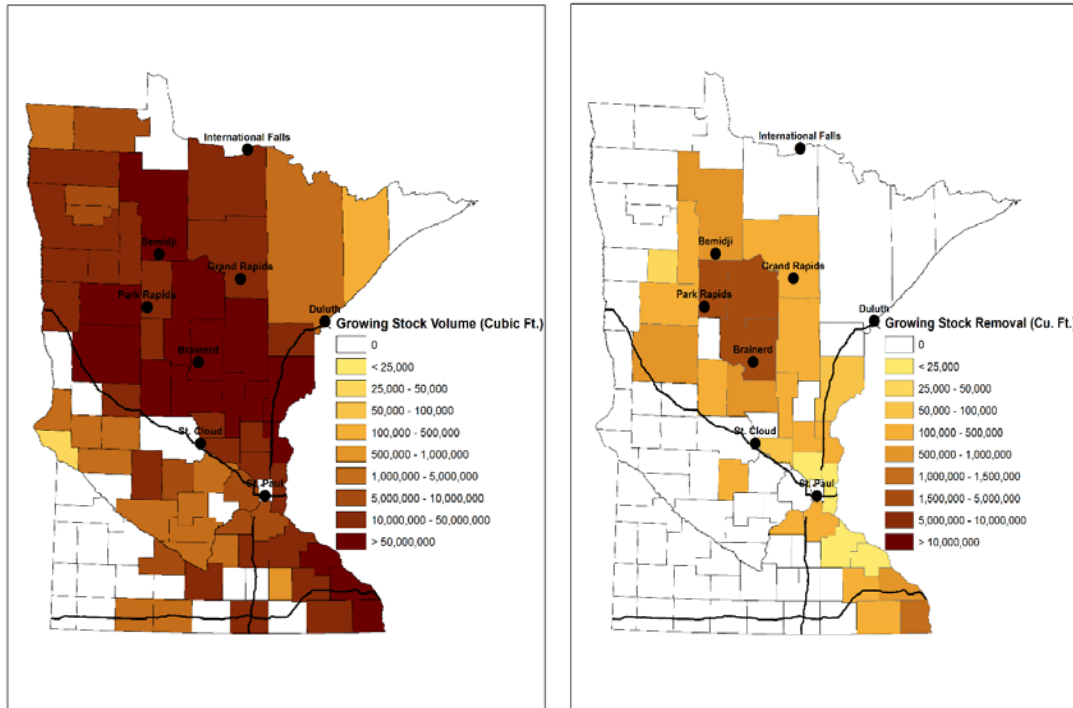 International Falls
Bemidji
Grand Rapids
Park Rapids
Duluth
Brainerd
St. Cloud
St. Paul
Growing Stock Volume (Cubic Ft.)
0
< 25,000
25,000 - 50,000
50,000 - 100,000
100,000 - 500,000
500,000 - 1,000,000
1,000,000 - 5,000,000
5,000,000 - 10,000,000
10,000,000 - 50,000,000
> 50,000,000
International Falls
Bemidji
Grand Rapids
Park Rapids
Duluth
Brainerd
St. Cloud
St. Paul
Growing Stock Removal (Cu. Ft.)
0
< 25,000
25,000 - 50,000
50,000 - 100,000
100,000 - 500,000
500,000 - 1,000,000
1,000,000 - 1,500,000
1,500,000 - 5,000,000
5,000,000 - 10,000,000
> 10,000,000